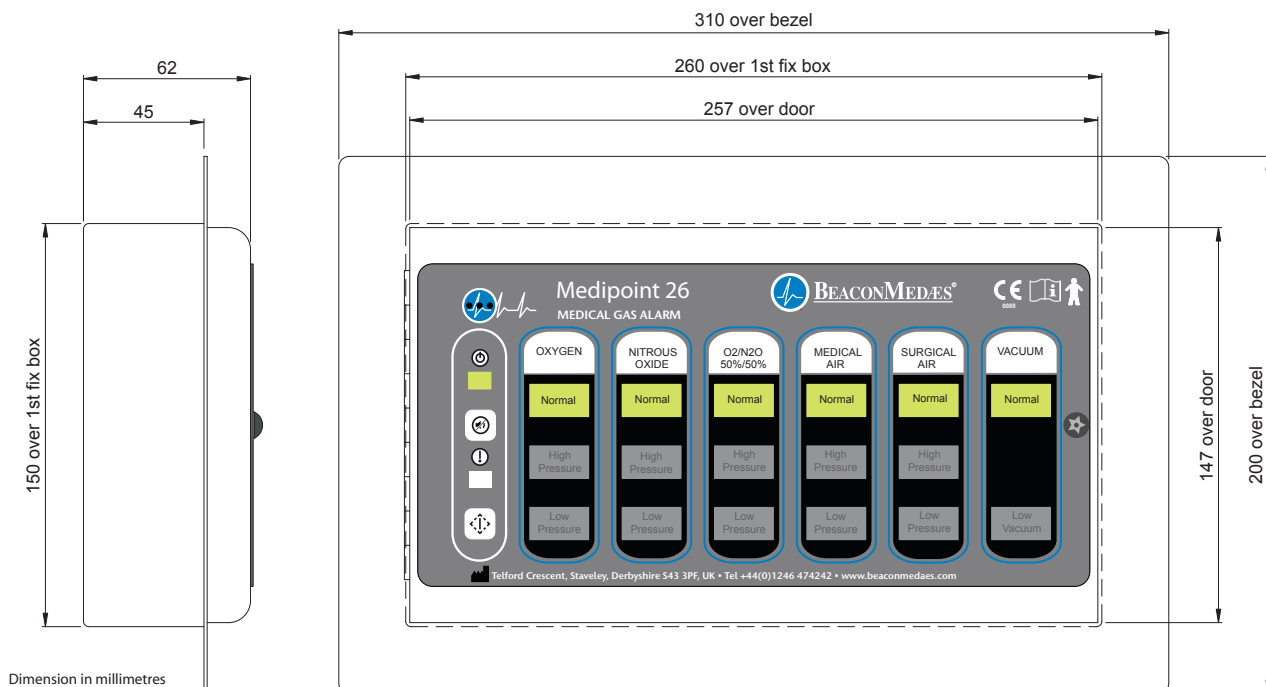 310 over bezel
62
260 over 1st fix box
45
257 over door
150 over 1st fix box
147 over door
200 over bezel
Medipoint 26
MEDICAL GAS ALARM
BEACONMEDÆS®
CE
0088
i
OXYGEN
NITROUS
OXIDE
O2/N2O
50%/50%
MEDICAL
AIR
SURGICAL
AIR
VACUUM
Normal
Normal
Normal
Normal
Normal
Normal
High
Pressure
High
Pressure
High
Pressure
High
Pressure
High
Pressure
Low
Pressure
Low
Pressure
Low
Pressure
Low
Pressure
Low
Pressure
Low
Vacuum
Telford Crescent, Staveley, Derbyshire S43 3PF, UK • Tel +44(0)1246 474242 • www.beaconmedaes.com
Dimension in millimetres